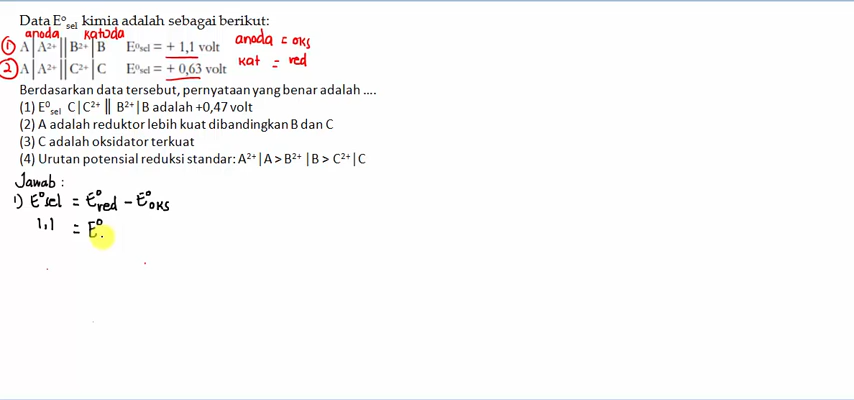 Data E°sel kimia adalah sebagai berikut:
anoda katoda
① A | A²⁺ || B²⁺ | B E⁰sel = + 1,1 volt anoda = oks
② A | A²⁺ || C²⁺ | C E⁰sel = + 0,63 volt kat = red
Berdasarkan data tersebut, pernyataan yang benar adalah ....
(1) E⁰sel C | C²⁺ || B²⁺ | B adalah +0,47 volt
(2) A adalah reduktor lebih kuat dibandingkan B dan C
(3) C adalah oksidator terkuat
(4) Urutan potensial reduksi standar: A²⁺ | A > B²⁺ | B > C²⁺ | C
Jawab :
1) E°sel = E°red - E°oks
1,1 = E°